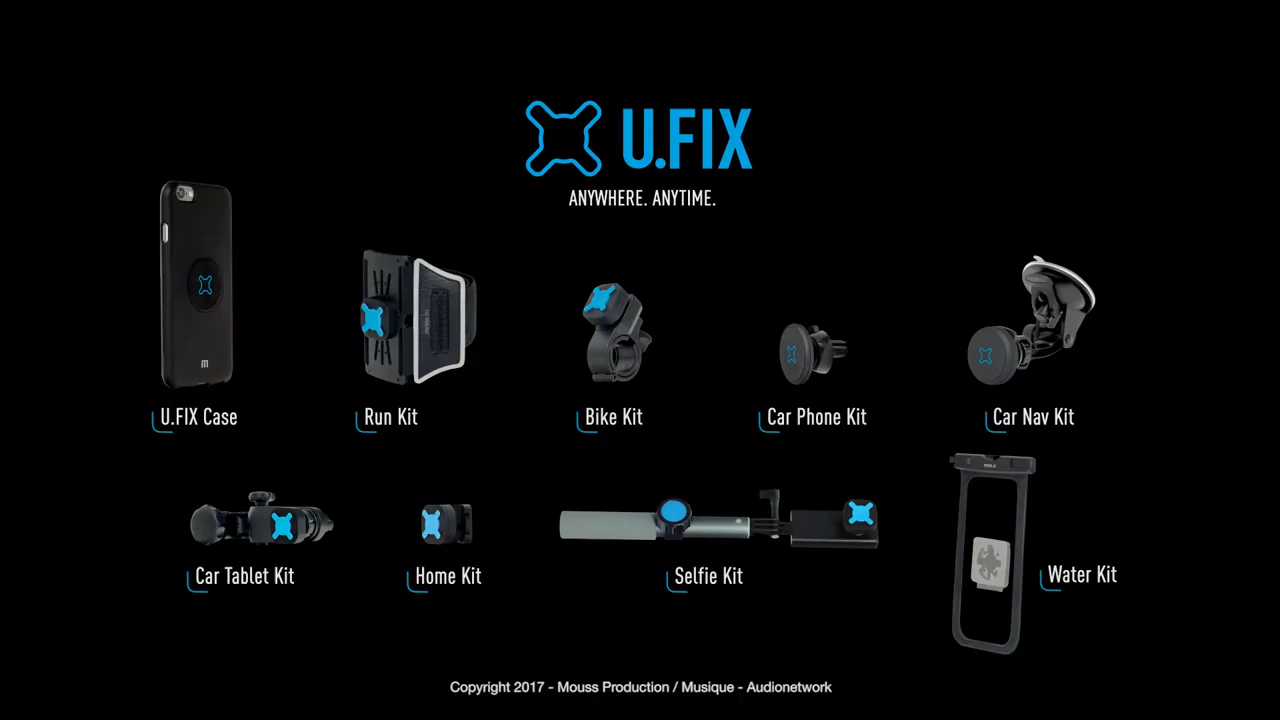 U.FIX
ANYWHERE. ANYTIME.
U.FIX Case
Run Kit
Bike Kit
Car Phone Kit
Car Nav Kit
Car Tablet Kit
Home Kit
Selfie Kit
Water Kit
Copyright 2017 - Mouss Production / Musique - Audionetwork